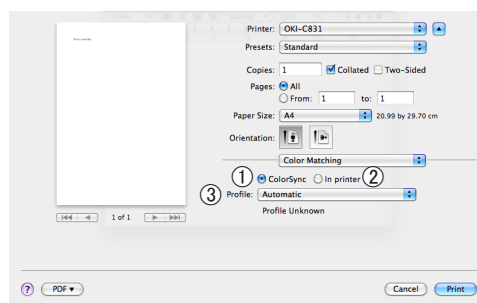 Printer: OKI-C831
Presets: Standard
Copies: 1 Collated Two-Sided
Pages: All
From: 1 to: 1
Paper Size: A4 20.99 by 29.70 cm
Orientation:
Color Matching
① ColorSync In printer ②
③ Profile: Automatic
Profile Unknown
1 of 1
? PDF▼ Cancel Print